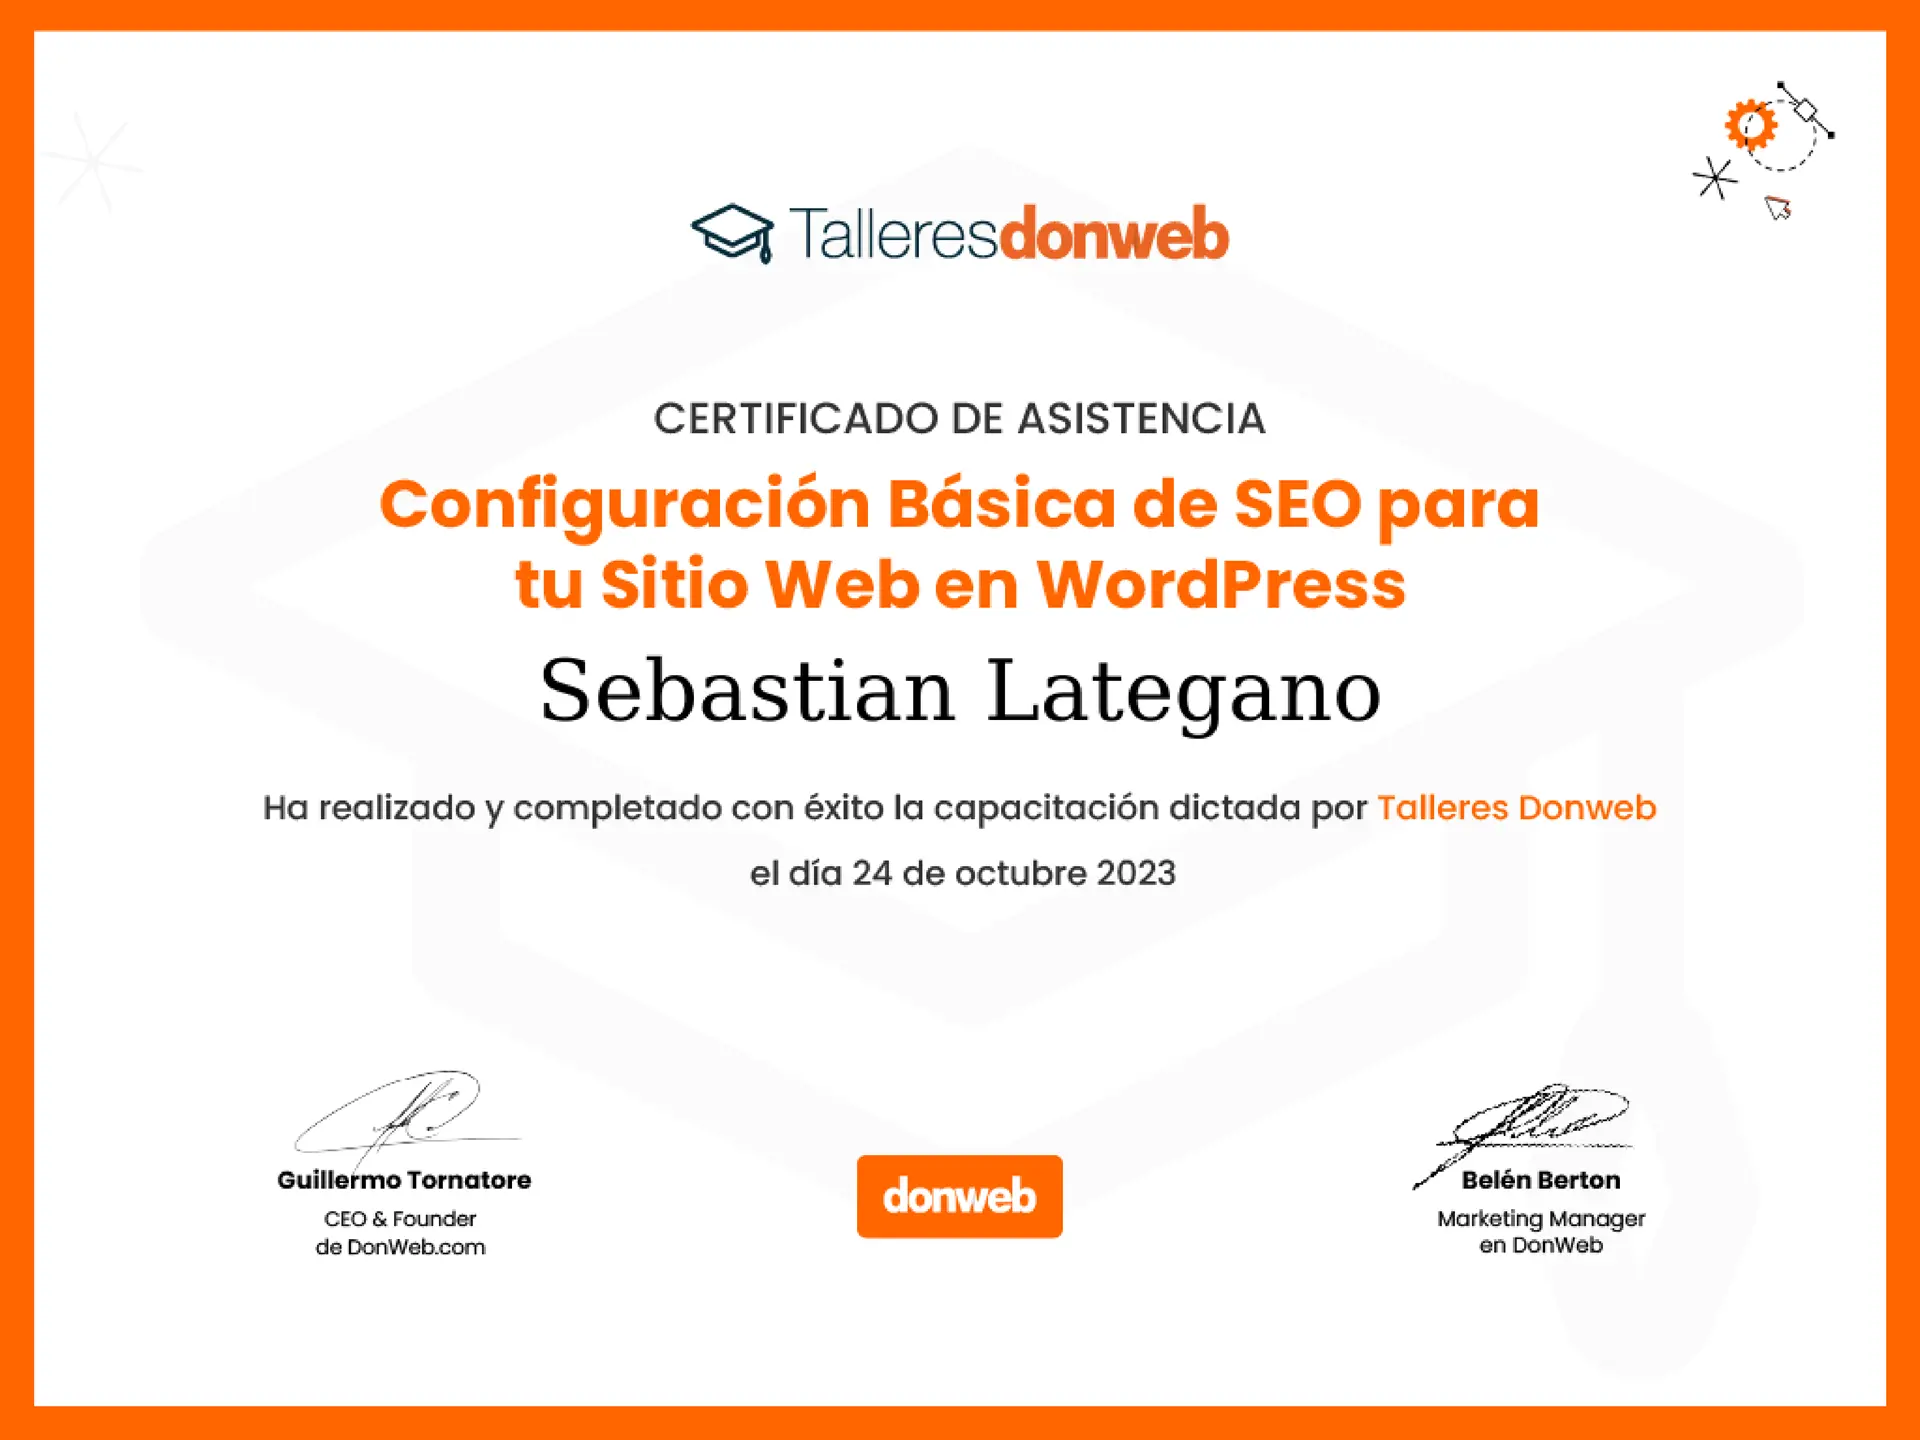 Talleresdonweb
CERTIFICADO DE ASISTENCIA
Configuración Básica de SEO para
tu Sitio Web en WordPress
Sebastian Lategano
Ha realizado y completado con éxito la capacitación dictada por Talleres Donweb
el día 24 de octubre 2023
Guillermo Tornatore
CEO & Founder
de DonWeb.com
donweb
Belén Berton
Marketing Manager
en DonWeb